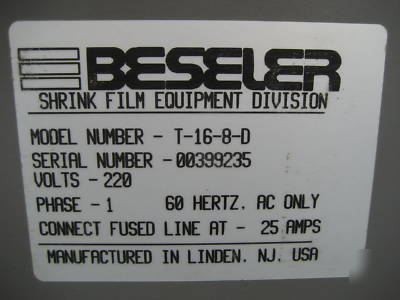 BESELER
SHRINK FILM EQUIPMENT DIVISION
MODEL NUMBER - T-16-8-D
SERIAL NUMBER - 00399235
VOLTS - 220
PHASE - 1 60 HERTZ. AC ONLY
CONNECT FUSED LINE AT - 25 AMPS
MANUFACTURED IN LINDEN. NJ. USA